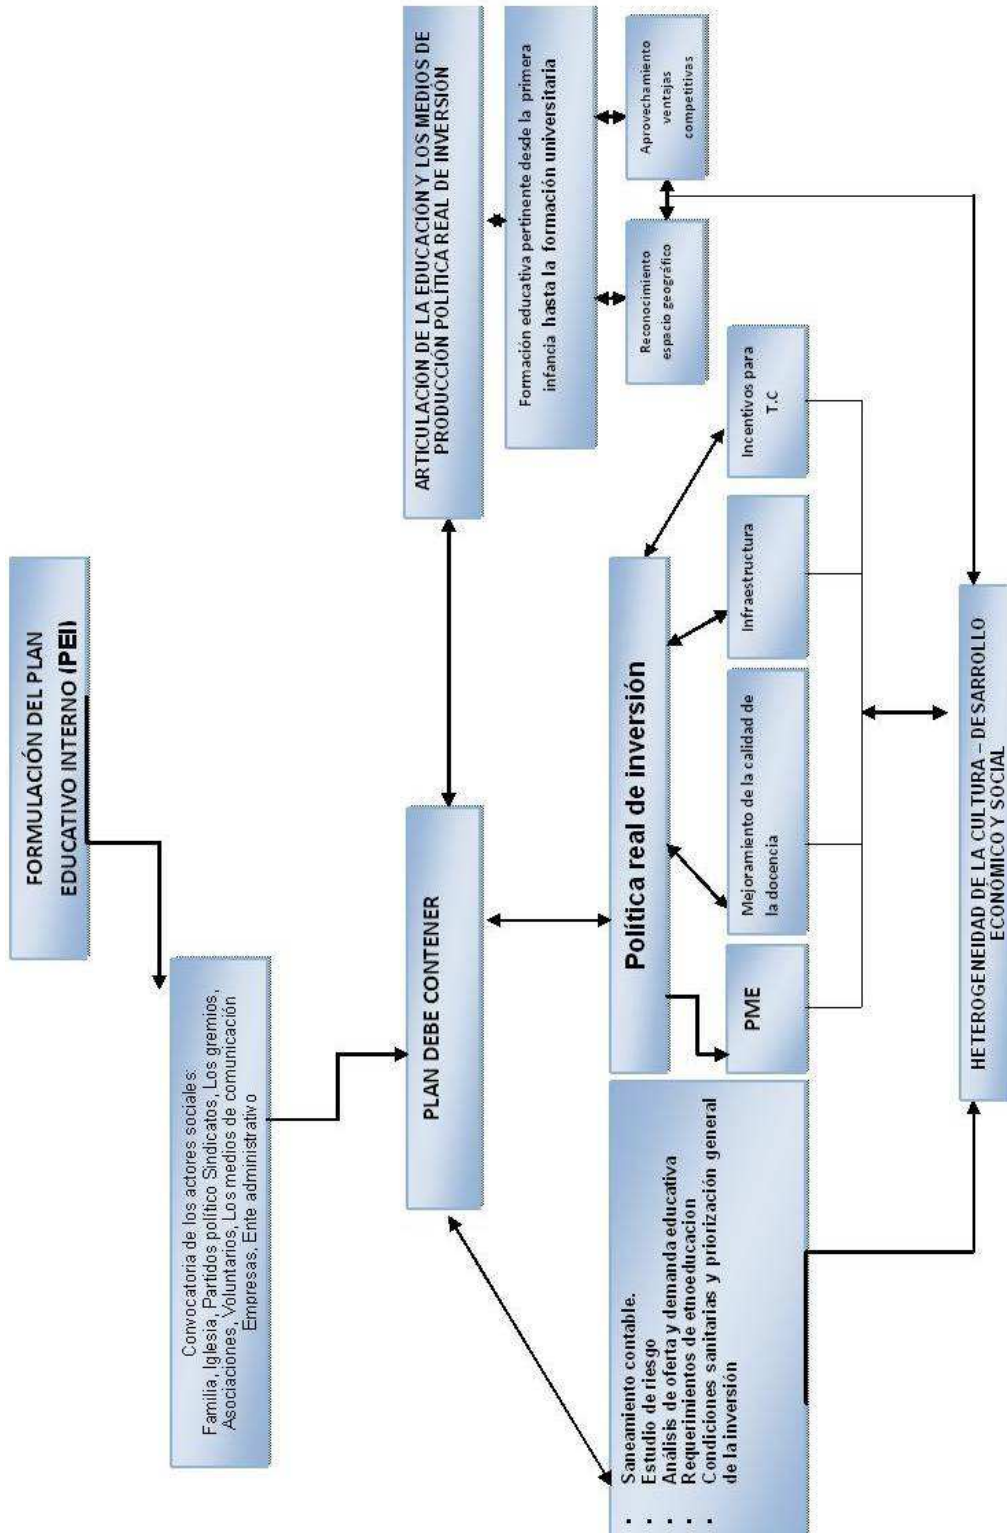 FORMULACIÓN DEL PLAN
EDUCATIVO INTERNO (PEI)
Convocatoria de los actores sociales:
Familia, Iglesia, Partidos político Sindicatos, Los gremios,
Asociaciones, Voluntarios, Los medios de comunicación
Empresas, Ente administrativo
PLAN DEBE CONTENER
ARTICULACIÓN DE LA EDUCACIÓN Y LOS MEDIOS DE
PRODUCCIÓN POLÍTICA REAL DE INVERSIÓN
Formación educativa pertinente desde la primera
infancia hasta la formación universitaria
Reconocimiento
espacio geográfico
Aprovechamiento
ventajas
competitivas
• Saneamiento contable.
• Estudio de riesgo
• Análisis de oferta y demanda educativa
• Requerimientos de etnoeducacion
• Condiciones sanitarias y priorización general
de la inversión
Política real de inversión
PME
Mejoramiento de la calidad de
la docencia
Infraestructura
Incentivos para
T.C
HETEROGENEIDAD DE LA CULTURA – DESARROLLO
ECONÓMICO Y SOCIAL